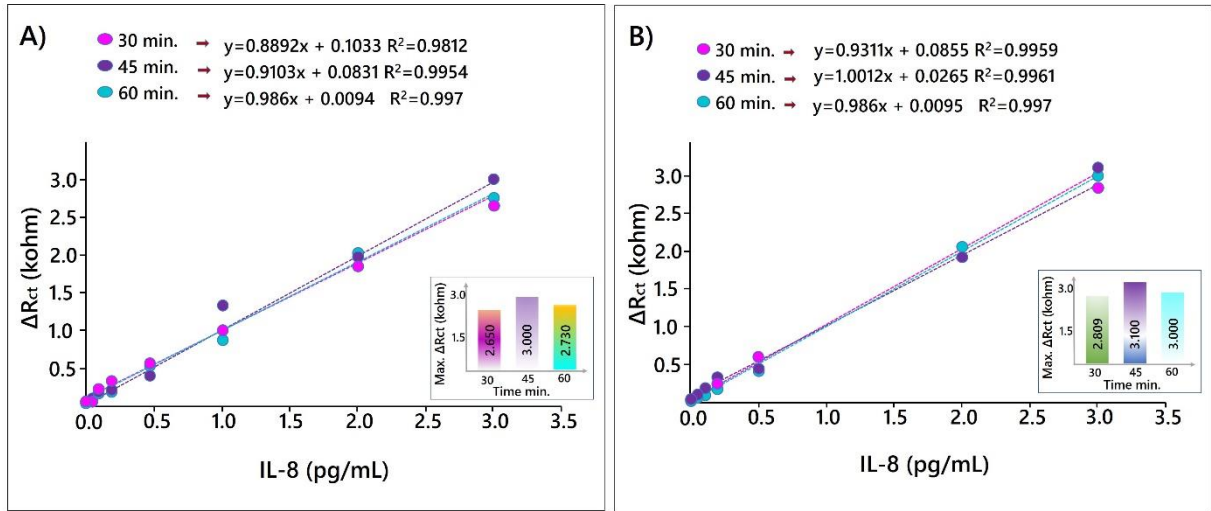 A)
30 min. → y=0.8892x + 0.1033 R²=0.9812
45 min. → y=0.9103x + 0.0831 R²=0.9954
60 min. → y=0.986x + 0.0094 R²=0.997
ΔRct (kohm)
3.0
2.5
2.0
1.5
1.0
0.5
0.0 0.5 1.0 1.5 2.0 2.5 3.0 3.5
IL-8 (pg/mL)
Max. ΔRct (kohm)
3.0
1.5
2.650 3.000 2.730
30 45 60
Time min.
B)
30 min. → y=0.9311x + 0.0855 R²=0.9959
45 min. → y=1.0012x + 0.0265 R²=0.9961
60 min. → y=0.986x + 0.0095 R²=0.997
ΔRct (kohm)
3.0
2.5
2.0
1.5
1.0
0.5
0.0 0.5 1.0 1.5 2.0 2.5 3.0 3.5
IL-8 (pg/mL)
Max. ΔRct (kohm)
3.0
1.5
2.809 3.100 3.000
30 45 60
Time min.